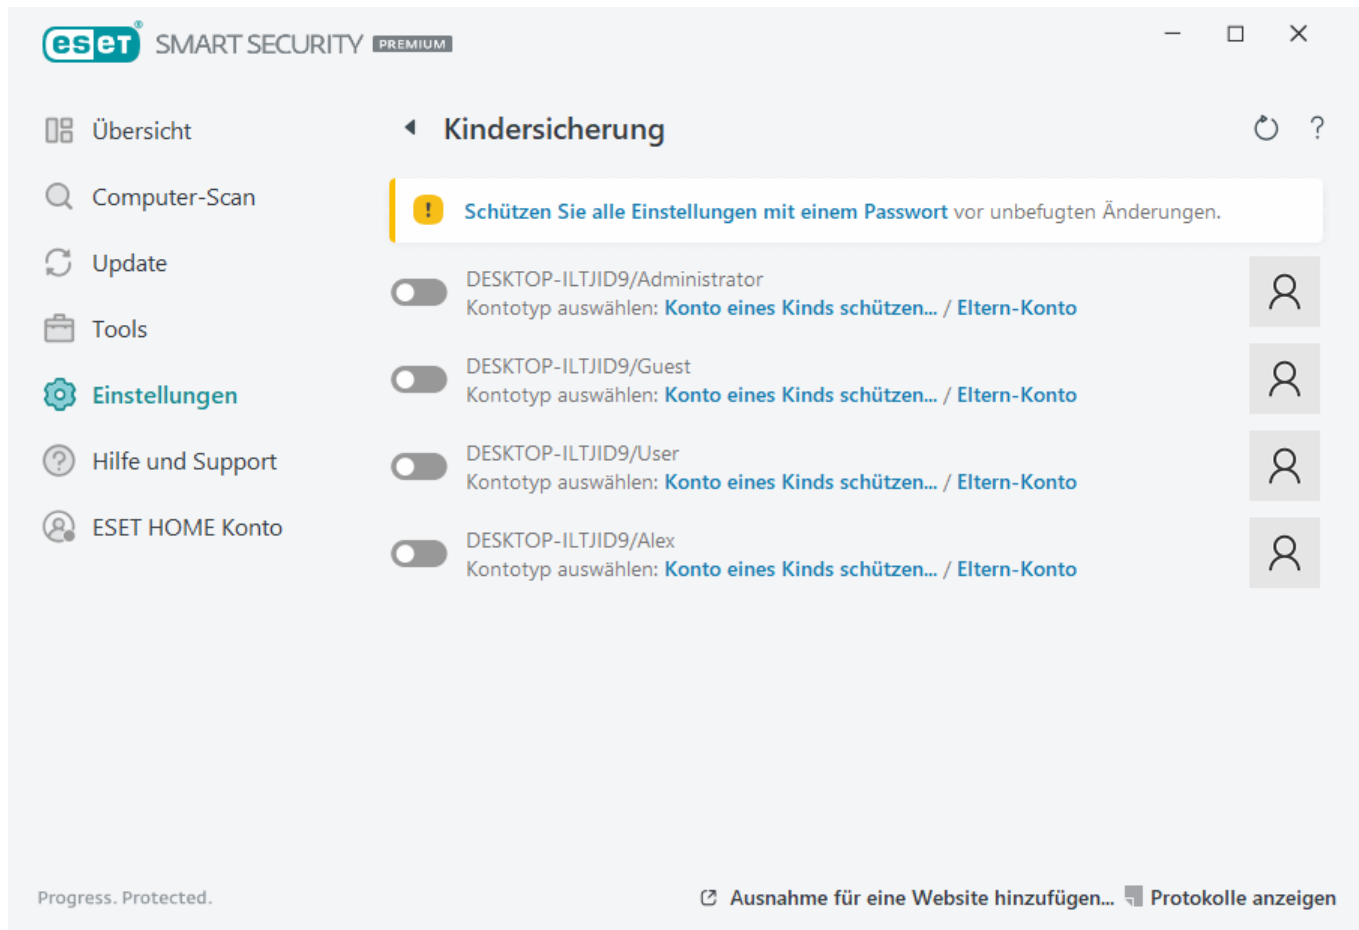 eset® SMART SECURITY PREMIUM
Übersicht
Computer-Scan
Update
Tools
Einstellungen
Hilfe und Support
ESET HOME Konto
Kindersicherung
?
! Schützen Sie alle Einstellungen mit einem Passwort vor unbefugten Änderungen.
DESKTOP-ILTJID9/Administrator
Kontotyp auswählen: Konto eines Kinds schützen... / Eltern-Konto
DESKTOP-ILTJID9/Guest
Kontotyp auswählen: Konto eines Kinds schützen... / Eltern-Konto
DESKTOP-ILTJID9/User
Kontotyp auswählen: Konto eines Kinds schützen... / Eltern-Konto
DESKTOP-ILTJID9/Alex
Kontotyp auswählen: Konto eines Kinds schützen... / Eltern-Konto
Progress. Protected.
Ausnahme für eine Website hinzufügen... Protokolle anzeigen